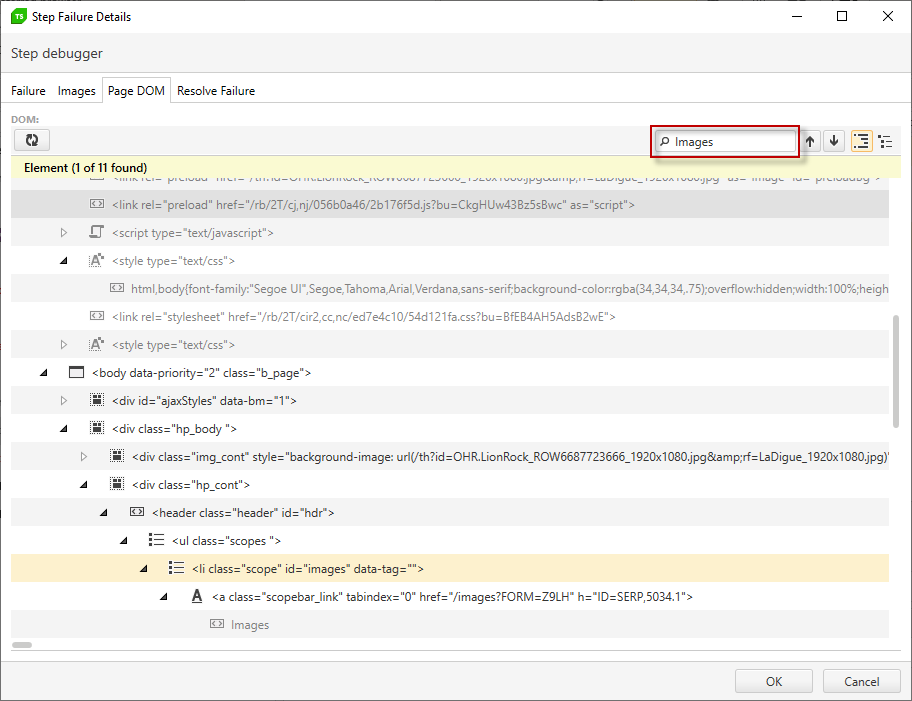 TS Step Failure Details
Step debugger
Failure Images Page DOM Resolve Failure
DOM:
Images
Element (1 of 11 found)
<link rel="preload" href="/th?id=OHR.LionRock_ROW6687723666_1920x1080.jpg&amp;rf=LaDigue_1920x1080.jpg" as="image" id="preloadBg">
<link rel="preload" href="/rb/2T/cj,nj/056b0a46/2b176f5d.js?bu=CkgHUw43Bz5sBwc" as="script">
<script type="text/javascript">
<style type="text/css">
html,body{font-family:"Segoe UI",Segoe,Tahoma,Arial,Verdana,sans-serif;background-color:rgba(34,34,34,.75);overflow:hidden;width:100%;heigh
<link rel="stylesheet" href="/rb/2T/cir2,cc,nc/ed7e4c10/54d121fa.css?bu=BfEB4AH5AdsB2wE">
<style type="text/css">
<body data-priority="2" class="b_page">
<div id="ajaxStyles" data-bm="1">
<div class="hp_body ">
<div class="img_cont" style="background-image: url(/th?id=OHR.LionRock_ROW6687723666_1920x1080.jpg&amp;rf=LaDigue_1920x1080.jpg)"
<div class="hp_cont">
<header class="header" id="hdr">
<ul class="scopes ">
<li class="scope" id="images" data-tag="">
<a class="scopebar_link" tabindex="0" href="/images?FORM=Z9LH" h="ID=SERP,5034.1">
Images
OK Cancel